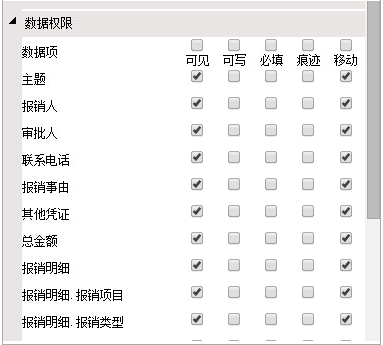 数据权限
数据项 可见 可写 必填 痕迹 移动
主题
报销人
审批人
联系电话
报销事由
其他凭证
总金额
报销明细
报销明细. 报销项目
报销明细. 报销类型